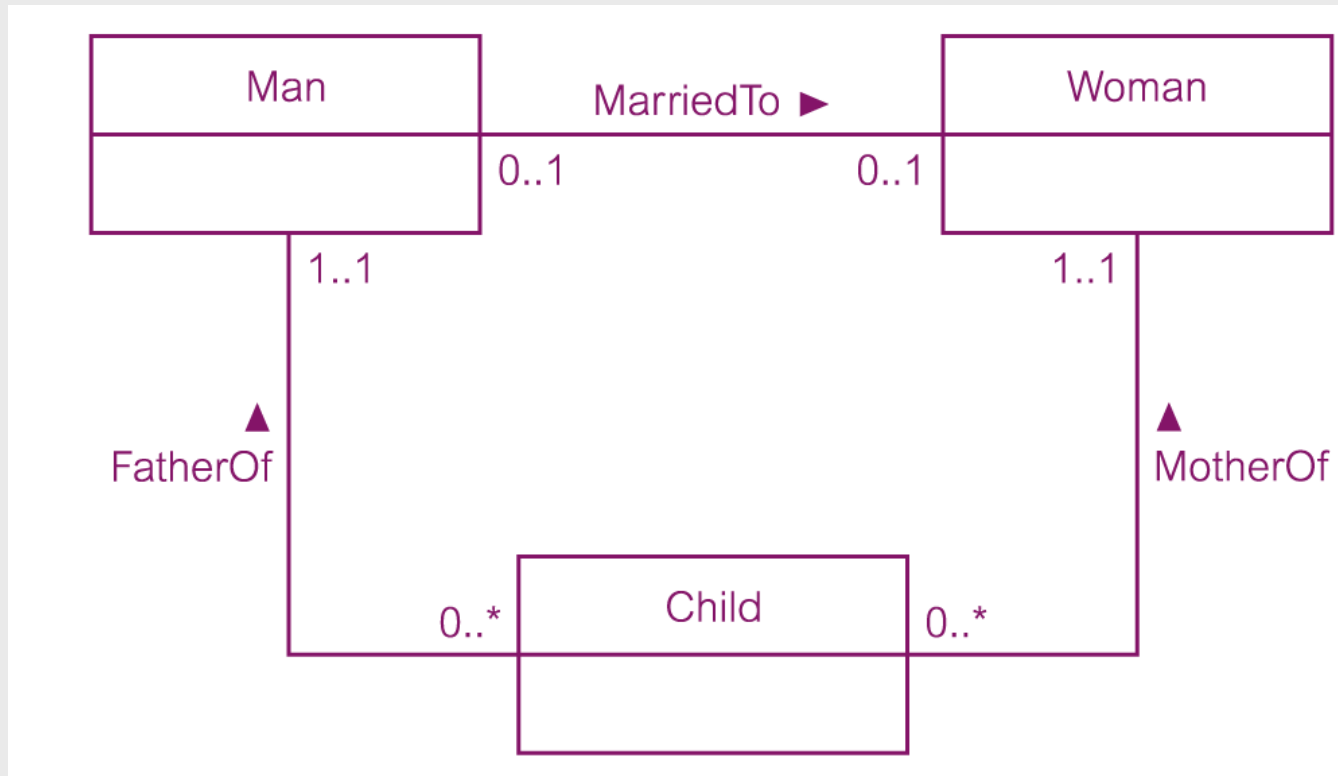 Man
MarriedTo ►
Woman
0..1
0..1
1..1
1..1
▲
FatherOf
▲
MotherOf
0..*
Child
0..*